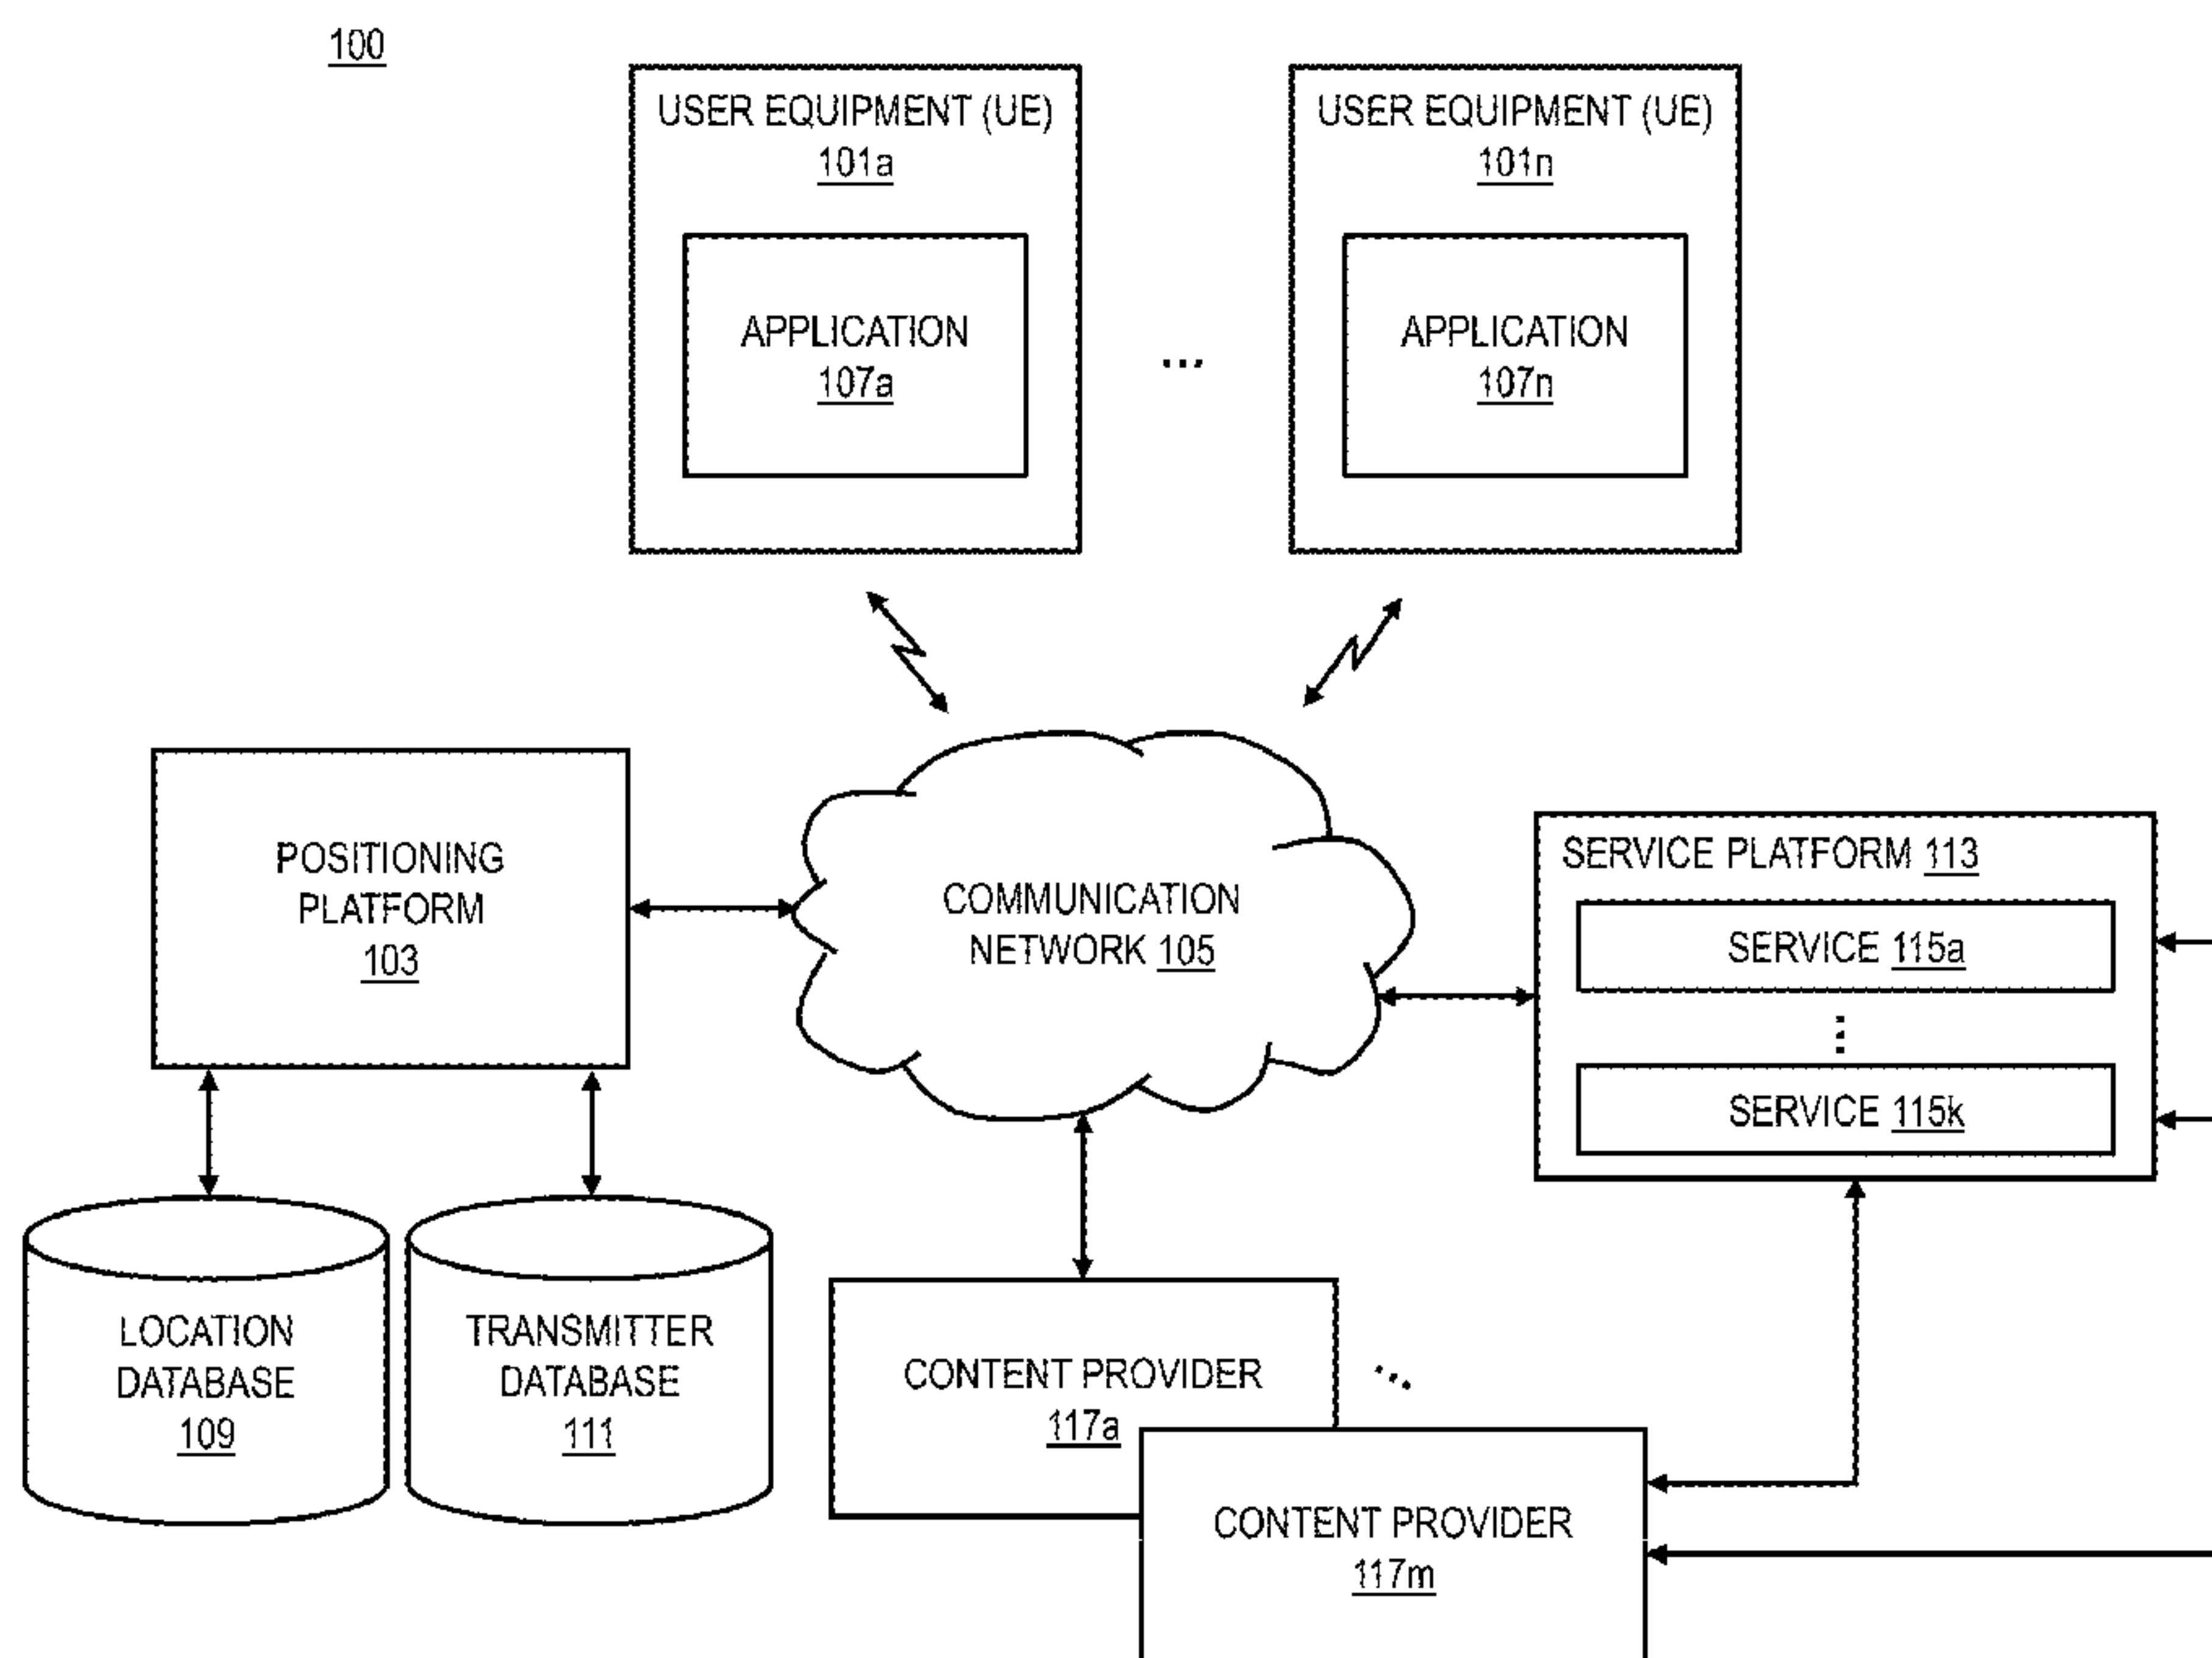 100
USER EQUIPMENT (UE)
101a
APPLICATION
107a
...
USER EQUIPMENT (UE)
101n
APPLICATION
107n
POSITIONING
PLATFORM
103
COMMUNICATION
NETWORK 105
SERVICE PLATFORM 113
SERVICE 115a
...
SERVICE 115k
LOCATION
DATABASE
109
TRANSMITTER
DATABASE
111
CONTENT PROVIDER
117a
...
CONTENT PROVIDER
117m